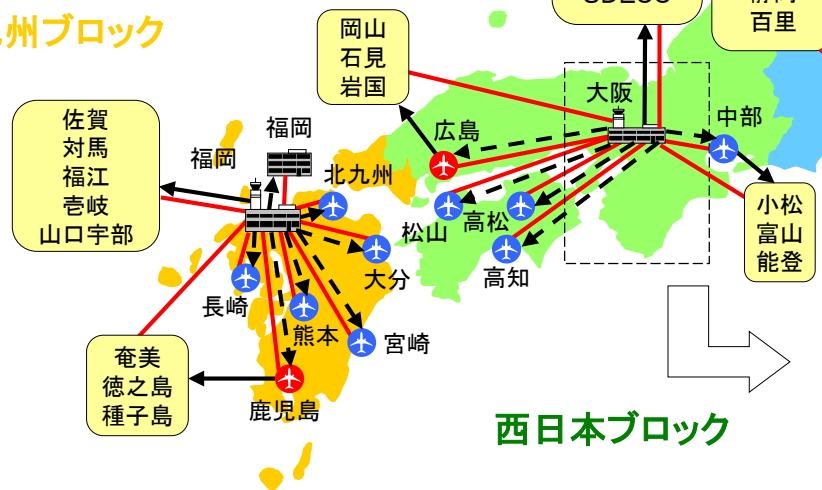 州ブロック
岡山
石見
岩国
百里
大阪
中部
広島
佐賀
対馬
福江
壱岐
山口宇部
福岡
福岡
北九州
松山
高松
高知
小松
富山
能登
大分
長崎
熊本
宮崎
奄美
徳之島
種子島
鹿児島
西日本ブロック